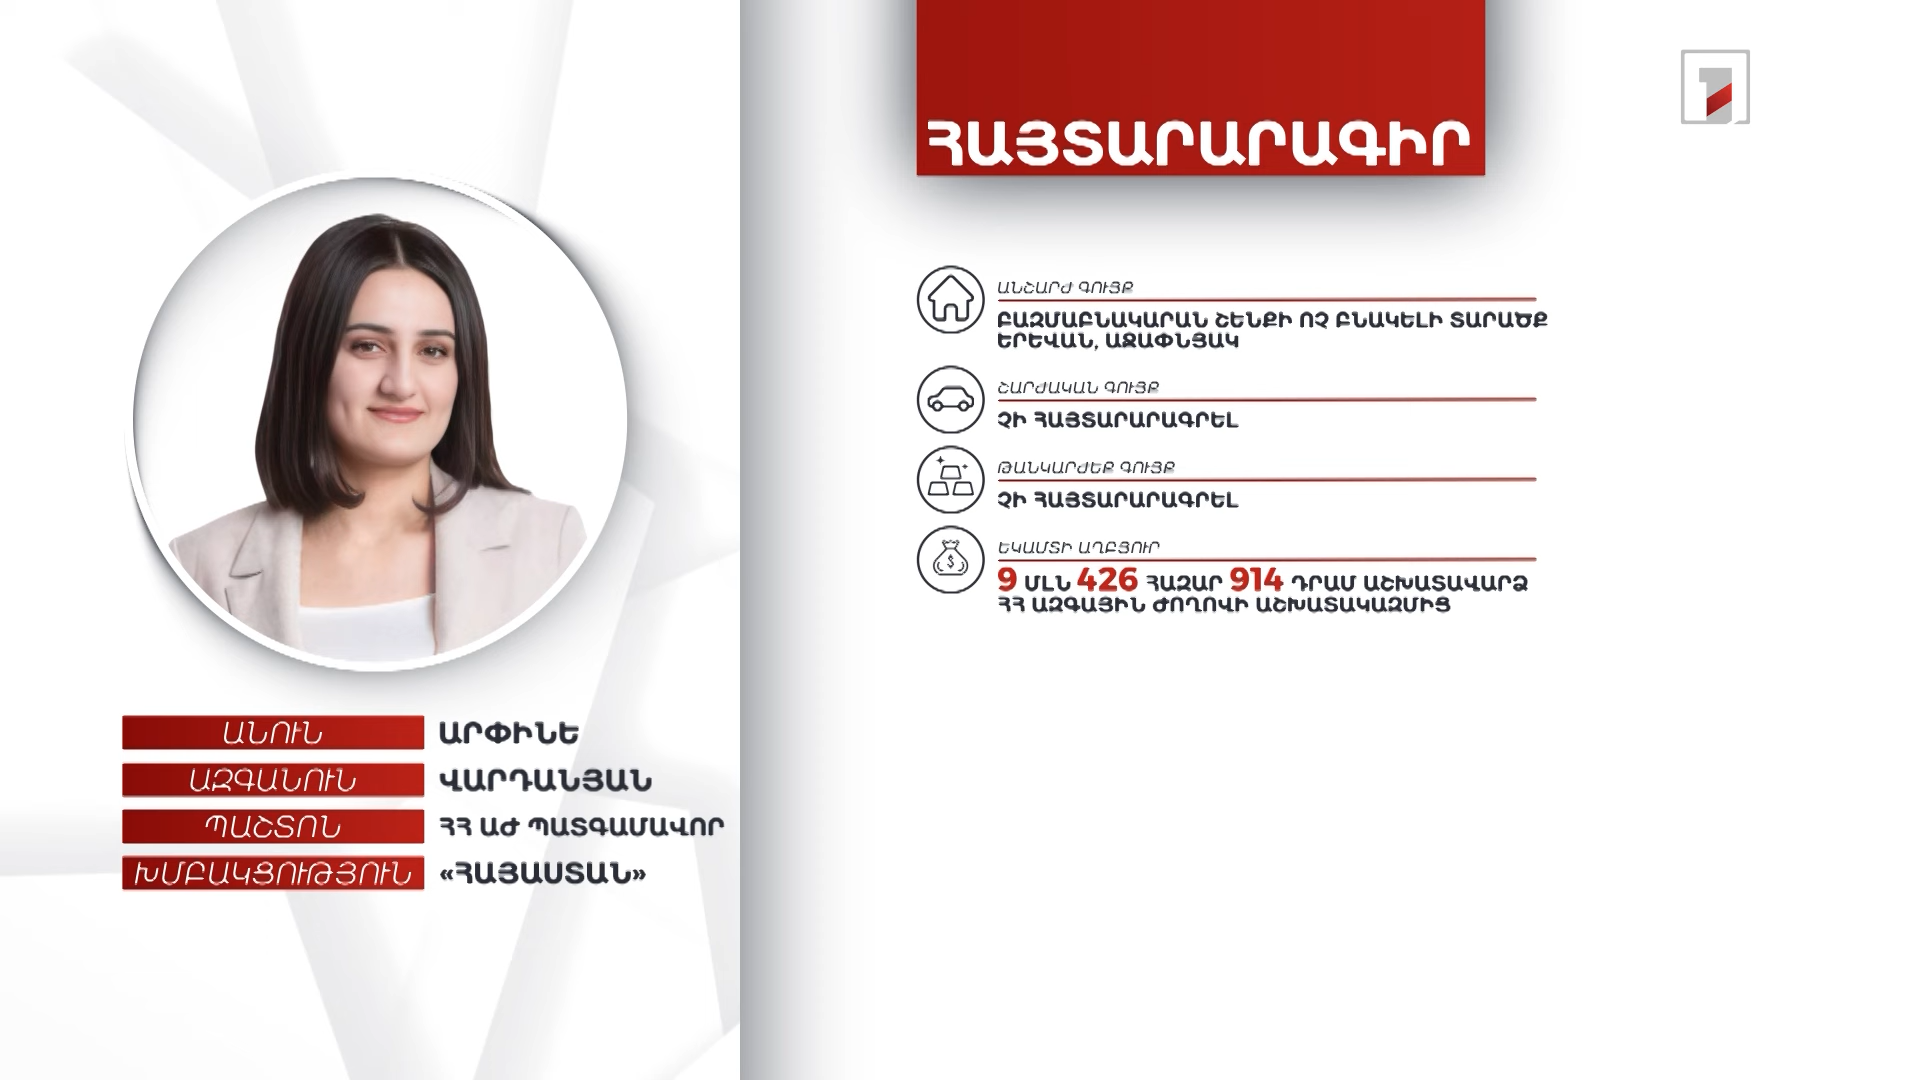 ԱՆՈՒՆ ԱՐՓԻՆԵ
ԱԶԳԱՆՈՒՆ ՎԱՐԴԱՆՅԱՆ
ՊԱՇՏՈՆ ՀՀ ԱԺ ՊԱՏԳԱՄԱՎՈՐ
ԽՄԲԱԿՑՈՒԹՅՈՒՆ «ՀԱՅԱՍՏԱՆ»
ՀԱՅՏԱՐԱՐԱԳԻՐ
ԱՆՇԱՐԺ ԳՈՒՅՔ
ԲԱԶՄԱԲՆԱԿԱՐԱՆ ՇԵՆՔԻ ՈՉ ԲՆԱԿԵԼԻ ՏԱՐԱԾՔ
ԵՐԵՎԱՆ, ԱՋԱՓՆՅԱԿ
ՇԱՐԺԱԿԱՆ ԳՈՒՅՔ
ՉԻ ՀԱՅՏԱՐԱՐԱԳՐԵԼ
ԹԱՆԿԱՐԺԵՔ ԳՈՒՅՔ
ՉԻ ՀԱՅՏԱՐԱՐԱԳՐԵԼ
ԵԿԱՄՏԻ ԱՂԲՅՈՒՐ
9 ՄԼՆ 426 ՀԱԶԱՐ 914 ԴՐԱՄ ԱՇԽԱՏԱՎԱՐՁ
ՀՀ ԱԶԳԱՅԻՆ ԺՈՂՈՎԻ ԱՇԽԱՏԱԿԱԶՄԻՑ